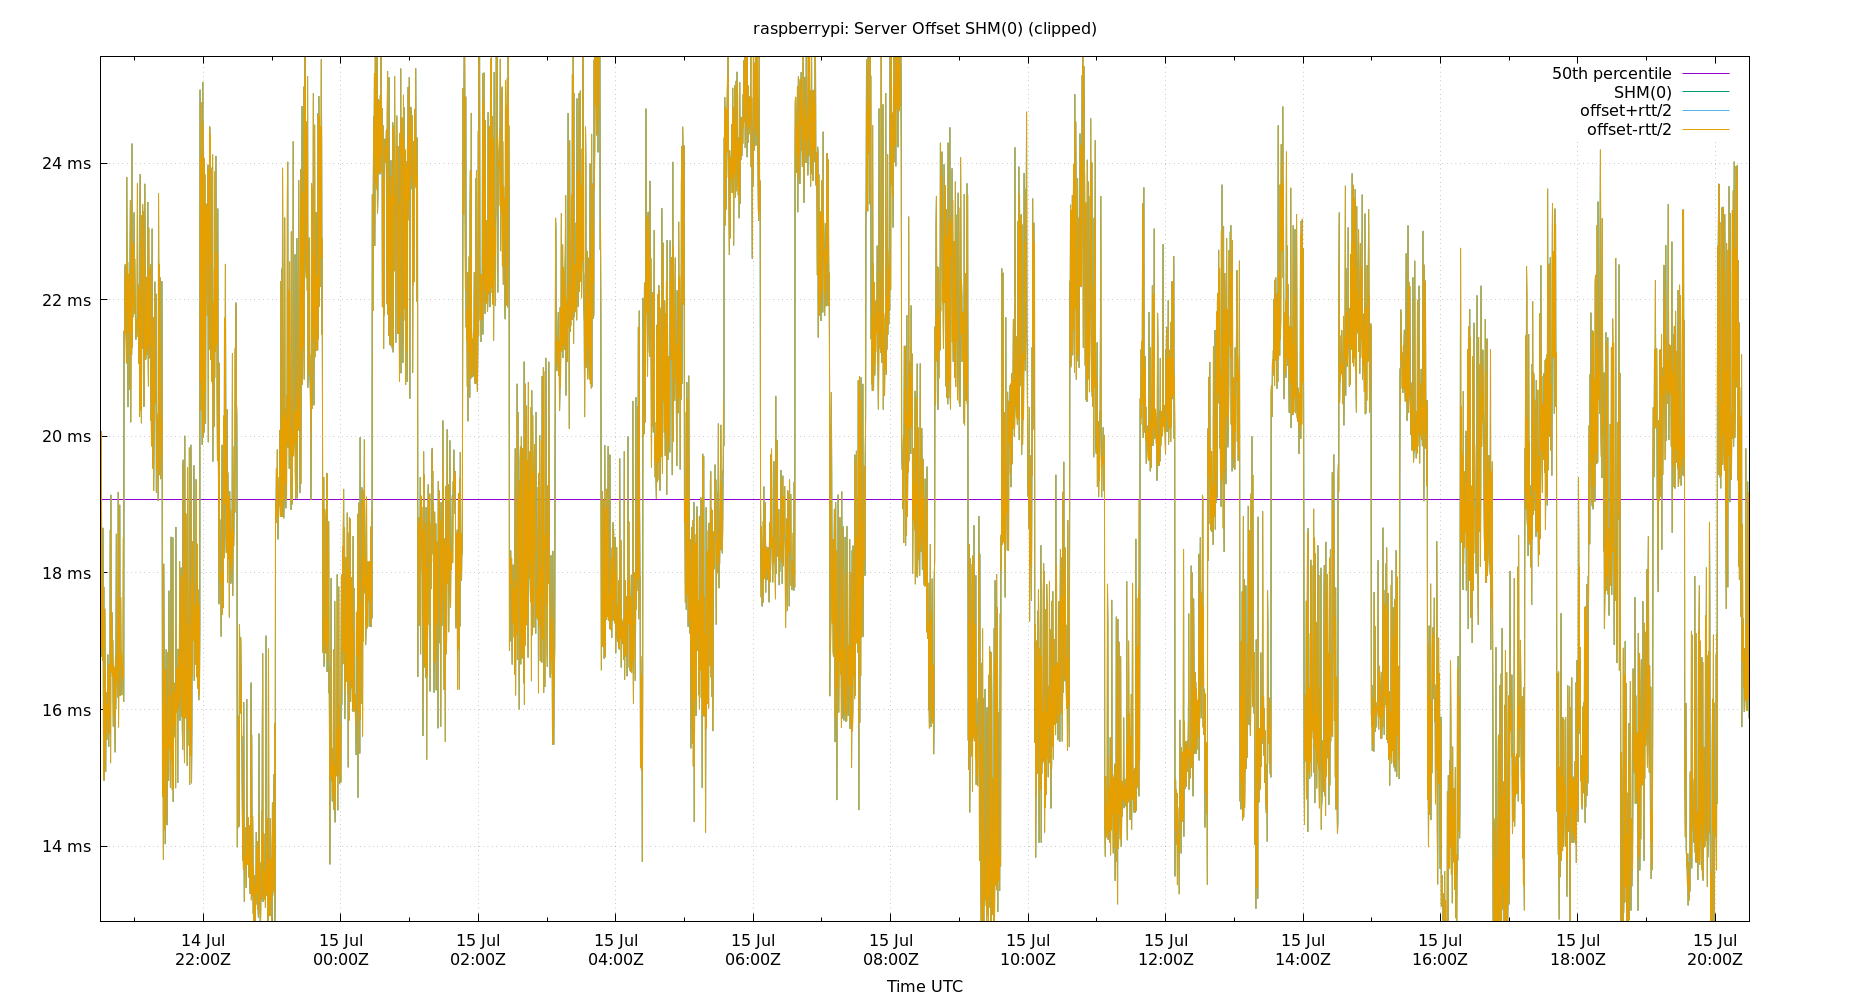 raspberrypi: Server Offset SHM(0) (clipped)
50th percentile
SHM(0)
offset+rtt/2
offset-rtt/2
24 ms
22 ms
20 ms
18 ms
16 ms
14 ms
14 Jul 15 Jul 15 Jul 15 Jul 15 Jul 15 Jul 15 Jul 15 Jul 15 Jul 15 Jul 15 Jul 15 Jul
22:00Z 00:00Z 02:00Z 04:00Z 06:00Z 08:00Z 10:00Z 12:00Z 14:00Z 16:00Z 18:00Z 20:00Z
Time UTC